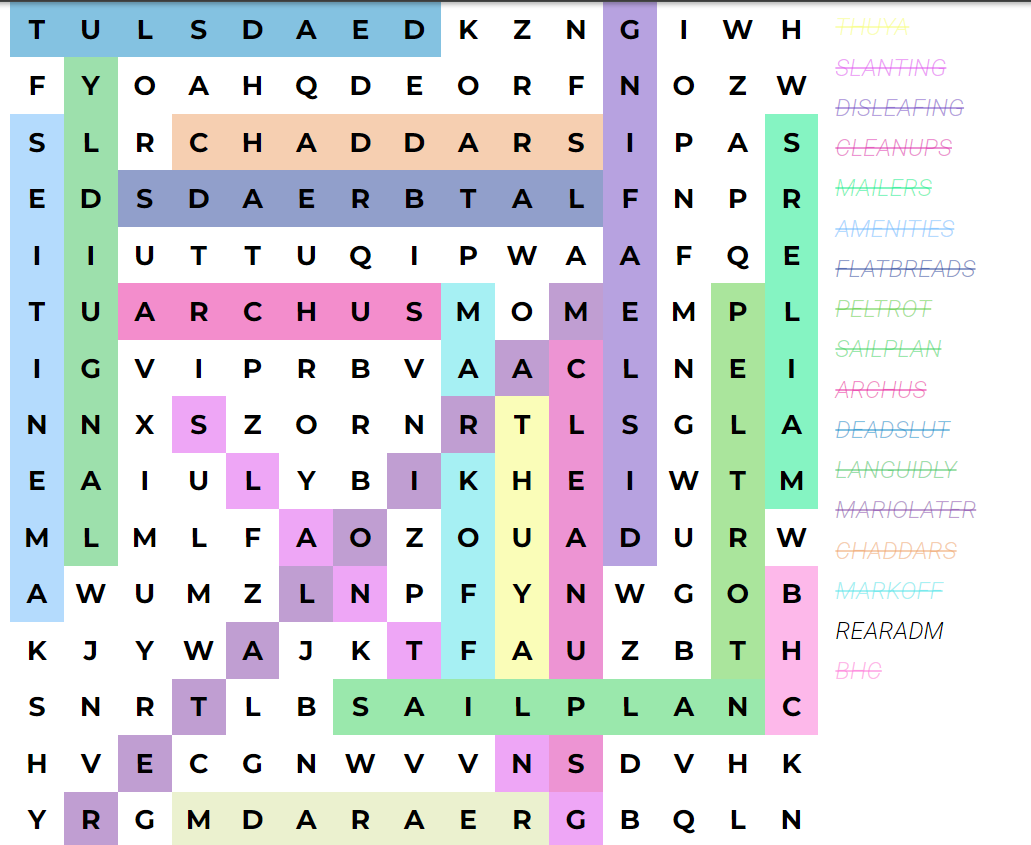 T U L S D A E D K Z N G I W H
F Y O A H Q D E O R F N O Z W
S L R C H A D D A R S I P A S
E D S D A E R B T A L F N P R
I I U T T U Q I P W A A F Q E
T U A R C H U S M O M E M P L
I G V I P R B V A A C L N E I
N N X S Z O R N R T L S G L A
E A I U L Y B I K H E I W T M
M L M L F A O Z O U A D U R W
A W U M Z L N P F Y N W G O B
K J Y W A J K T F A U Z B T H
S N R T L B S A I L P L A N C
H V E C G N W V V N S D V H K
Y R G M D A R A E R G B Q L N
THUYA
SLANTING
DISLEAFING
CLEANUPS
MAILERS
AMENITIES
FLATBREADS
PELTROT
SAILPLAN
ARCHUS
DEADSLUT
LANGUIDLY
MARIOLATER
CHADDARS
MARKOFF
REARADM
BHC